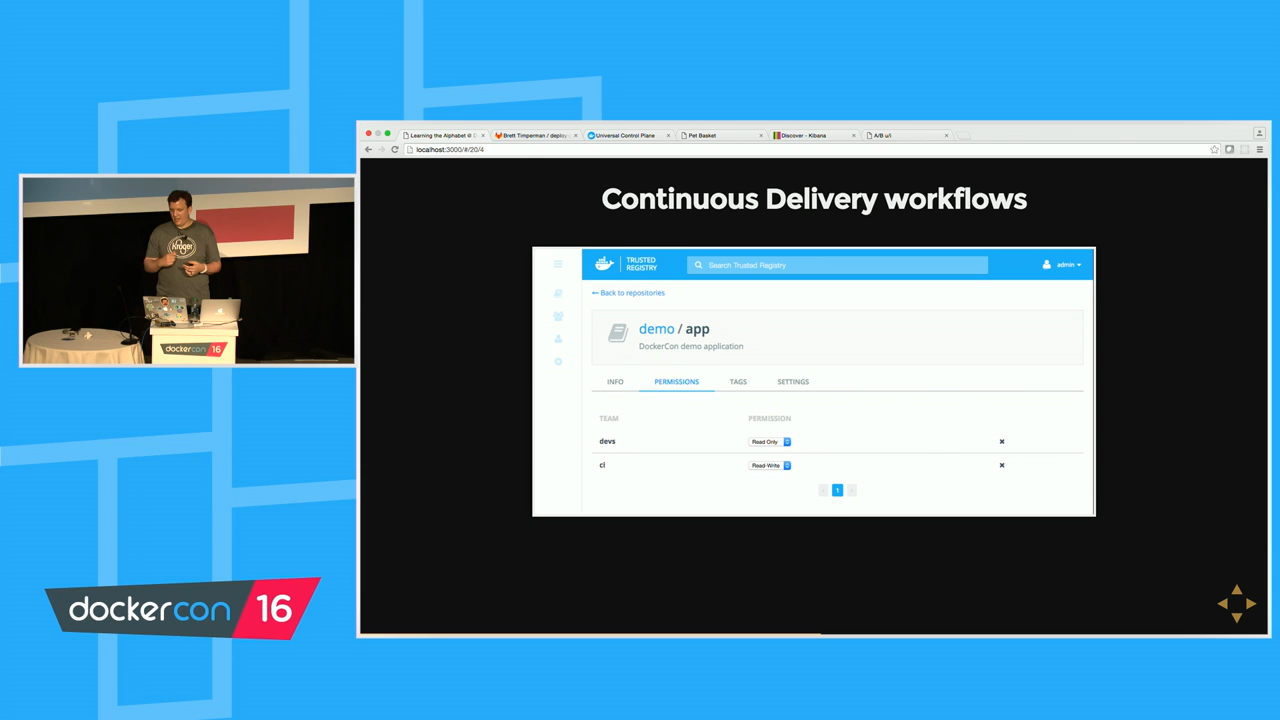 Learning the Alphabet @ D
Brett Timperman / deploy-
Universal Control Plane
Pet Basket
Discover - Kibana
A/B u/i
localhost:3000/#/20/4
Continuous Delivery workflows
TRUSTED
REGISTRY
Search Trusted Registry
admin
Back to repositories
demo / app
DockerCon demo application
INFO
PERMISSIONS
TAGS
SETTINGS
TEAM
PERMISSION
devs
Read Only
ci
Read-Write
1
Kroger
dockercon 16
dockercon 16